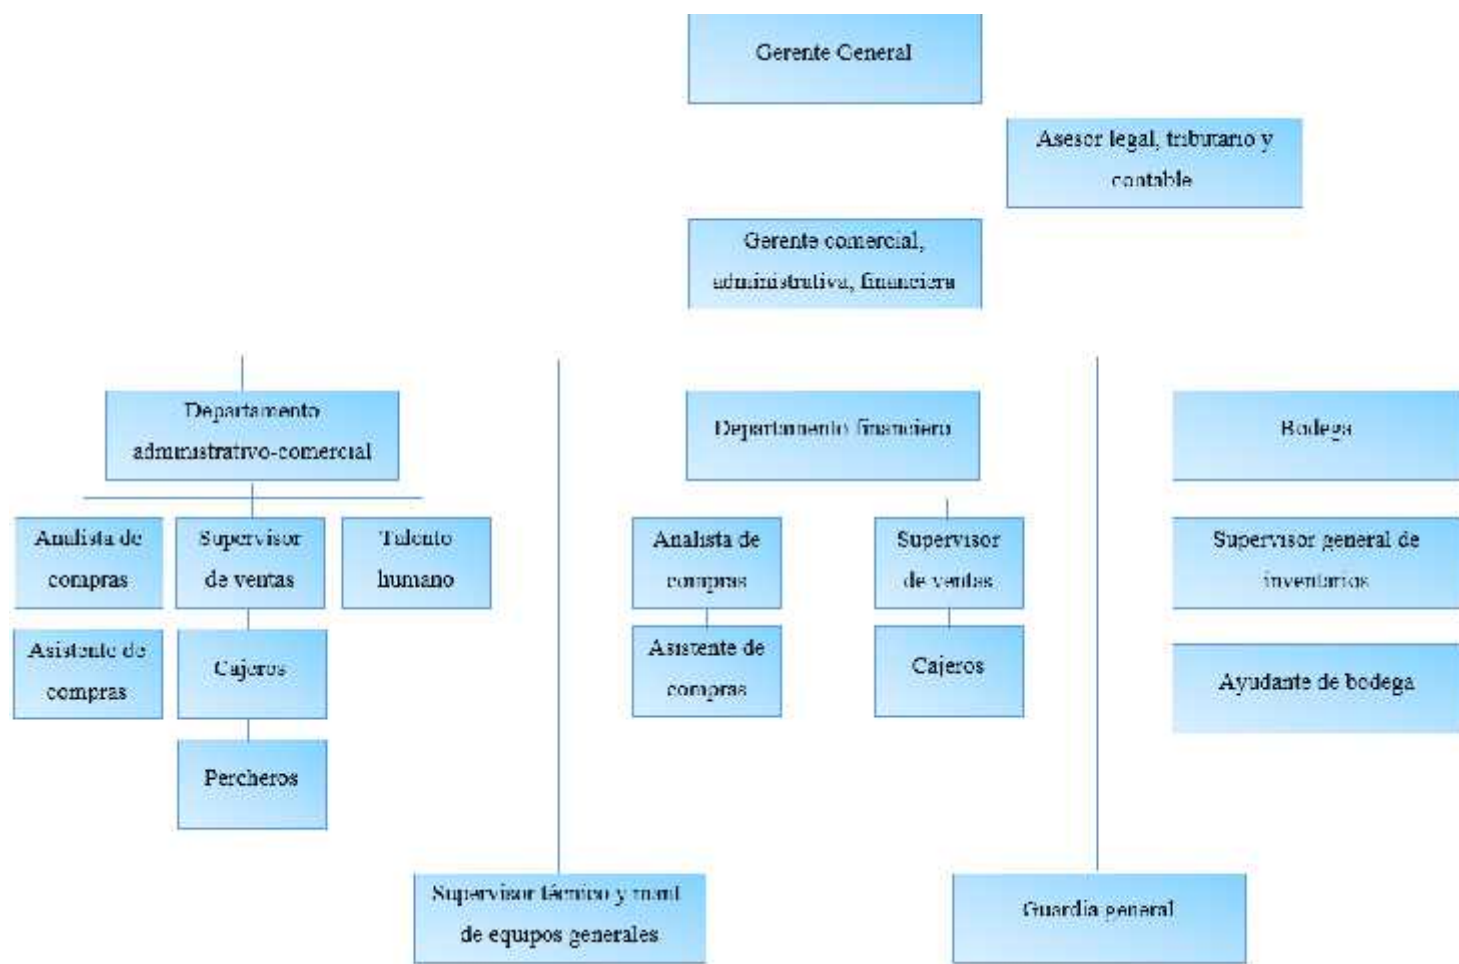 Gerente General
Asesor legal, tributario y
contable
Gerente comercial,
administrativa, financiera
Departamento
administrativo-comercial
Departamento financiero
Bodega
Analista de
compras
Supervisor
de ventas
Talento
humano
Analista de
compras
Supervisor
de ventas
Supervisor general de
inventarios
Asistente de
compras
Cajeros
Asistente de
compras
Cajeros
Ayudante de bodega
Percheros
Supervisor técnico y mant
de equipos generales
Guardia general